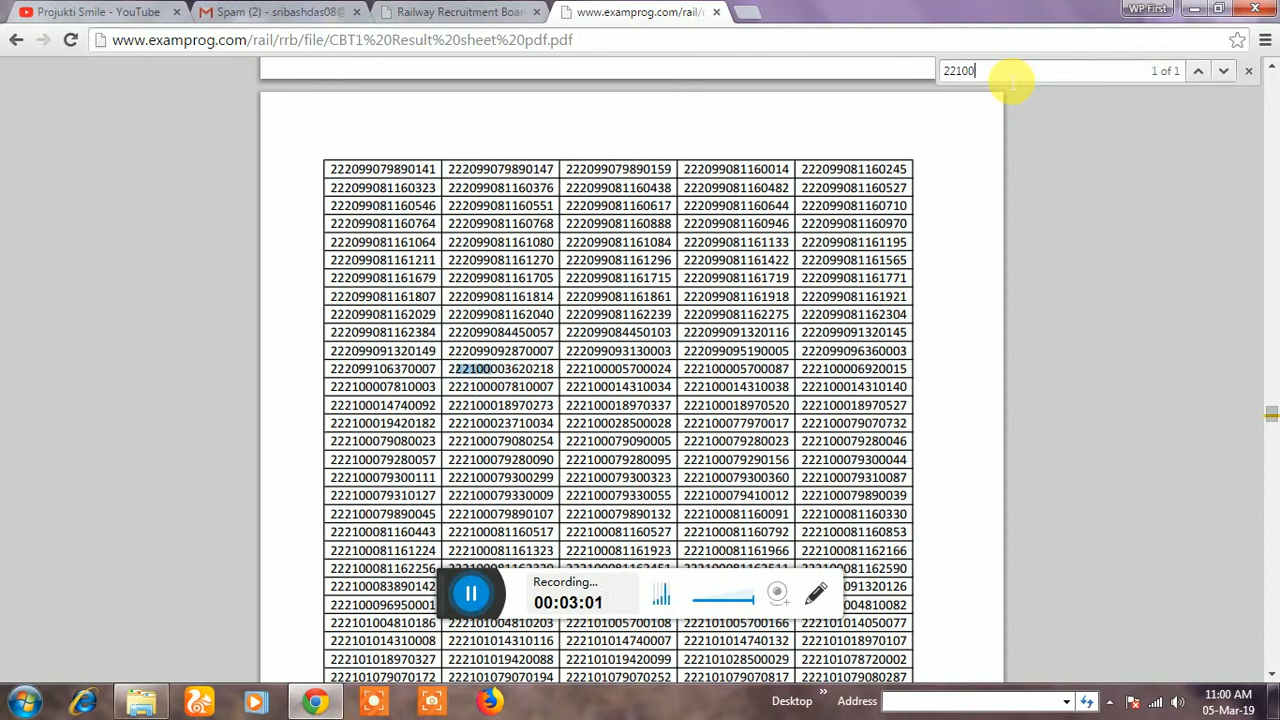 Projukti Smile - YouTube
Spam (2) - sribashdas08@
Railway Recruitment Boar
www.examprog.com/rail/r
WP First
www.examprog.com/rail/rrb/file/CBT1%20Result%20sheet%20pdf.pdf
22100
1 of 1
222099079890141 222099079890147 222099079890159 222099081160014 222099081160245
222099081160323 222099081160376 222099081160438 222099081160482 222099081160527
222099081160546 222099081160551 222099081160617 222099081160644 222099081160710
222099081160764 222099081160768 222099081160888 222099081160946 222099081160970
222099081161064 222099081161080 222099081161084 222099081161133 222099081161195
222099081161211 222099081161270 222099081161296 222099081161422 222099081161565
222099081161679 222099081161705 222099081161715 222099081161719 222099081161771
222099081161807 222099081161814 222099081161861 222099081161918 222099081161921
222099081162029 222099081162040 222099081162239 222099081162275 222099081162304
222099081162384 222099084450057 222099084450103 222099091320116 222099091320145
222099091320149 222099092870007 222099093130003 222099095190005 222099096360003
222099106370007 222100003620218 222100005700024 222100005700087 222100006920015
222100007810003 222100007810007 222100014310034 222100014310038 222100014310140
222100014740092 222100018970273 222100018970337 222100018970520 222100018970527
222100019420182 222100023710034 222100028500028 222100077970017 222100079070732
222100079080023 222100079080254 222100079090005 222100079280023 222100079280046
222100079280057 222100079280090 222100079280095 222100079290156 222100079300044
222100079300111 222100079300299 222100079300323 222100079300360 222100079310087
222100079310127 222100079330009 222100079330055 222100079410012 222100079890039
222100079890045 222100079890107 222100079890132 222100081160091 222100081160330
222100081160443 222100081160517 222100081160527 222100081160792 222100081160853
222100081161224 222100081161323 222100081161923 222100081161966 222100081162166
222100081162256 162590
222100083890142 091320126
222100096950001 004810082
222101004810186 222101004810203 222101005700108 222101005700166 222101014050077
222101014310008 222101014310116 222101014740007 222101014740132 222101018970107
222101018970327 222101019420088 222101019420099 222101028500029 222101078720002
222101079070172 222101079070194 222101079070252 222101079070817 222101079080287
Recording...
00:03:01
Desktop
Address
11:00 AM
05-Mar-19